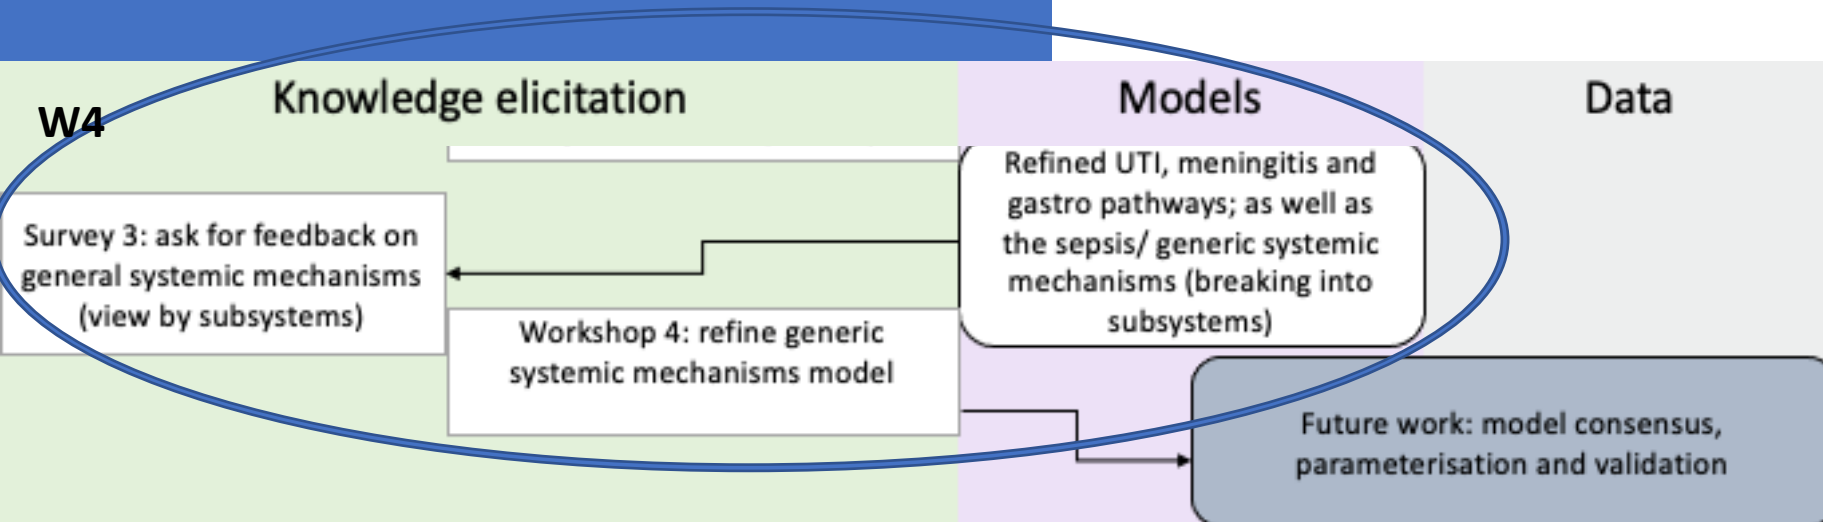 Knowledge elicitation
Models
Data
W4
Refined UTI, meningitis and
gastro pathways; as well as
the sepsis/ generic systemic
mechanisms (breaking into
subsystems)
Survey 3: ask for feedback on
general systemic mechanisms
(view by subsystems)
Workshop 4: refine generic
systemic mechanisms model
Future work: model consensus,
parameterisation and validation